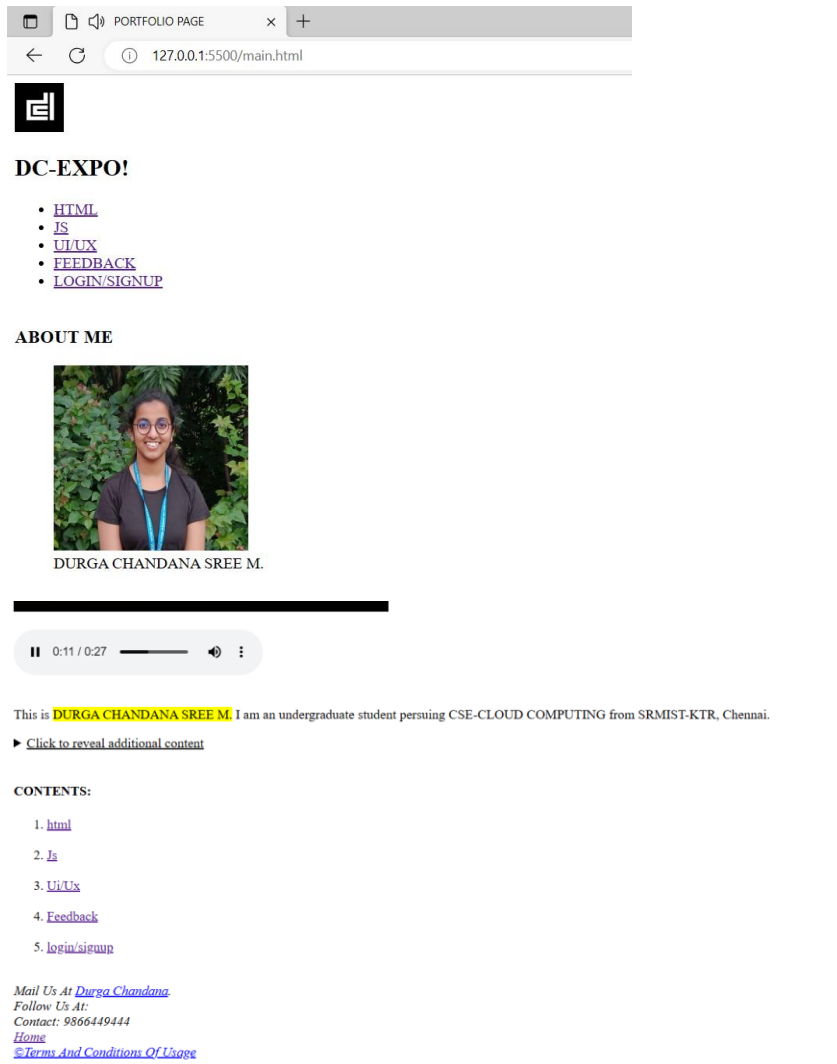 PORTFOLIO PAGE
127.0.0.1:5500/main.html
DC-EXPO!
HTML
JS
UI/UX
FEEDBACK
LOGIN/SIGNUP
ABOUT ME
DURGA CHANDANA SREE M.
0:11 / 0:27
This is DURGA CHANDANA SREE M. I am an undergraduate student persuing CSE-CLOUD COMPUTING from SRMIST-KTR, Chennai.
Click to reveal additional content
CONTENTS:
1. html
2. Js
3. Ui/Ux
4. Feedback
5. login/signup
Mail Us At Durga Chandana.
Follow Us At:
Contact: 9866449444
Home
©Terms And Conditions Of Usage